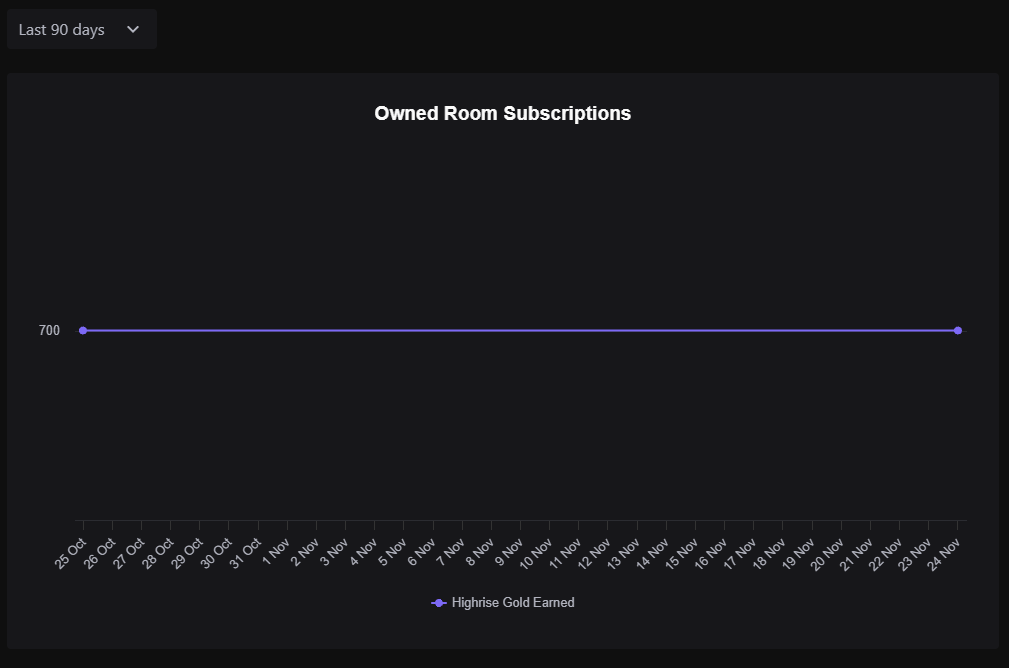 Last 90 days
Owned Room Subscriptions
700
25 Oct
26 Oct
27 Oct
28 Oct
29 Oct
30 Oct
31 Oct
1 Nov
2 Nov
3 Nov
4 Nov
5 Nov
6 Nov
7 Nov
8 Nov
9 Nov
10 Nov
11 Nov
12 Nov
13 Nov
14 Nov
15 Nov
16 Nov
17 Nov
18 Nov
19 Nov
20 Nov
21 Nov
22 Nov
23 Nov
24 Nov
Highrise Gold Earned